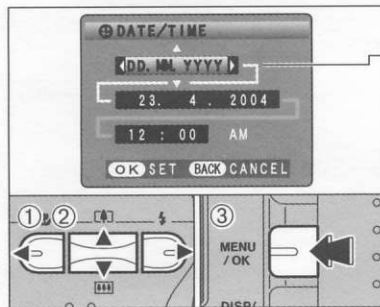 DATE/TIME
DD. MM. YYYY
23. 4. 2004
12 : 00 AM
OK SET BACK CANCEL
① ②
③
MENU
/ OK
DISP/